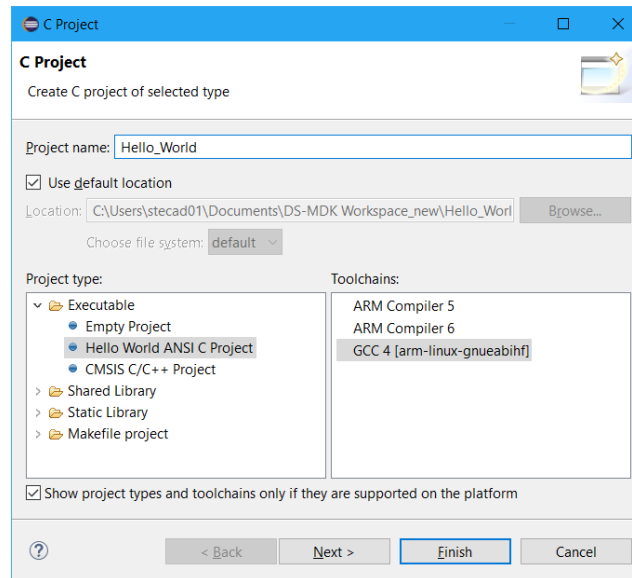 C Project
C Project
Create C project of selected type
Project name: Hello_World
Use default location
Location: C:\Users\stecad01\Documents\DS-MDK Workspace_new\Hello_Worl Browse...
Choose file system: default
Project type:
Executable
Empty Project
Hello World ANSI C Project
CMSIS C/C++ Project
Shared Library
Static Library
Makefile project
Toolchains:
ARM Compiler 5
ARM Compiler 6
GCC 4 [arm-linux-gnueabihf]
Show project types and toolchains only if they are supported on the platform
? < Back Next > Finish Cancel